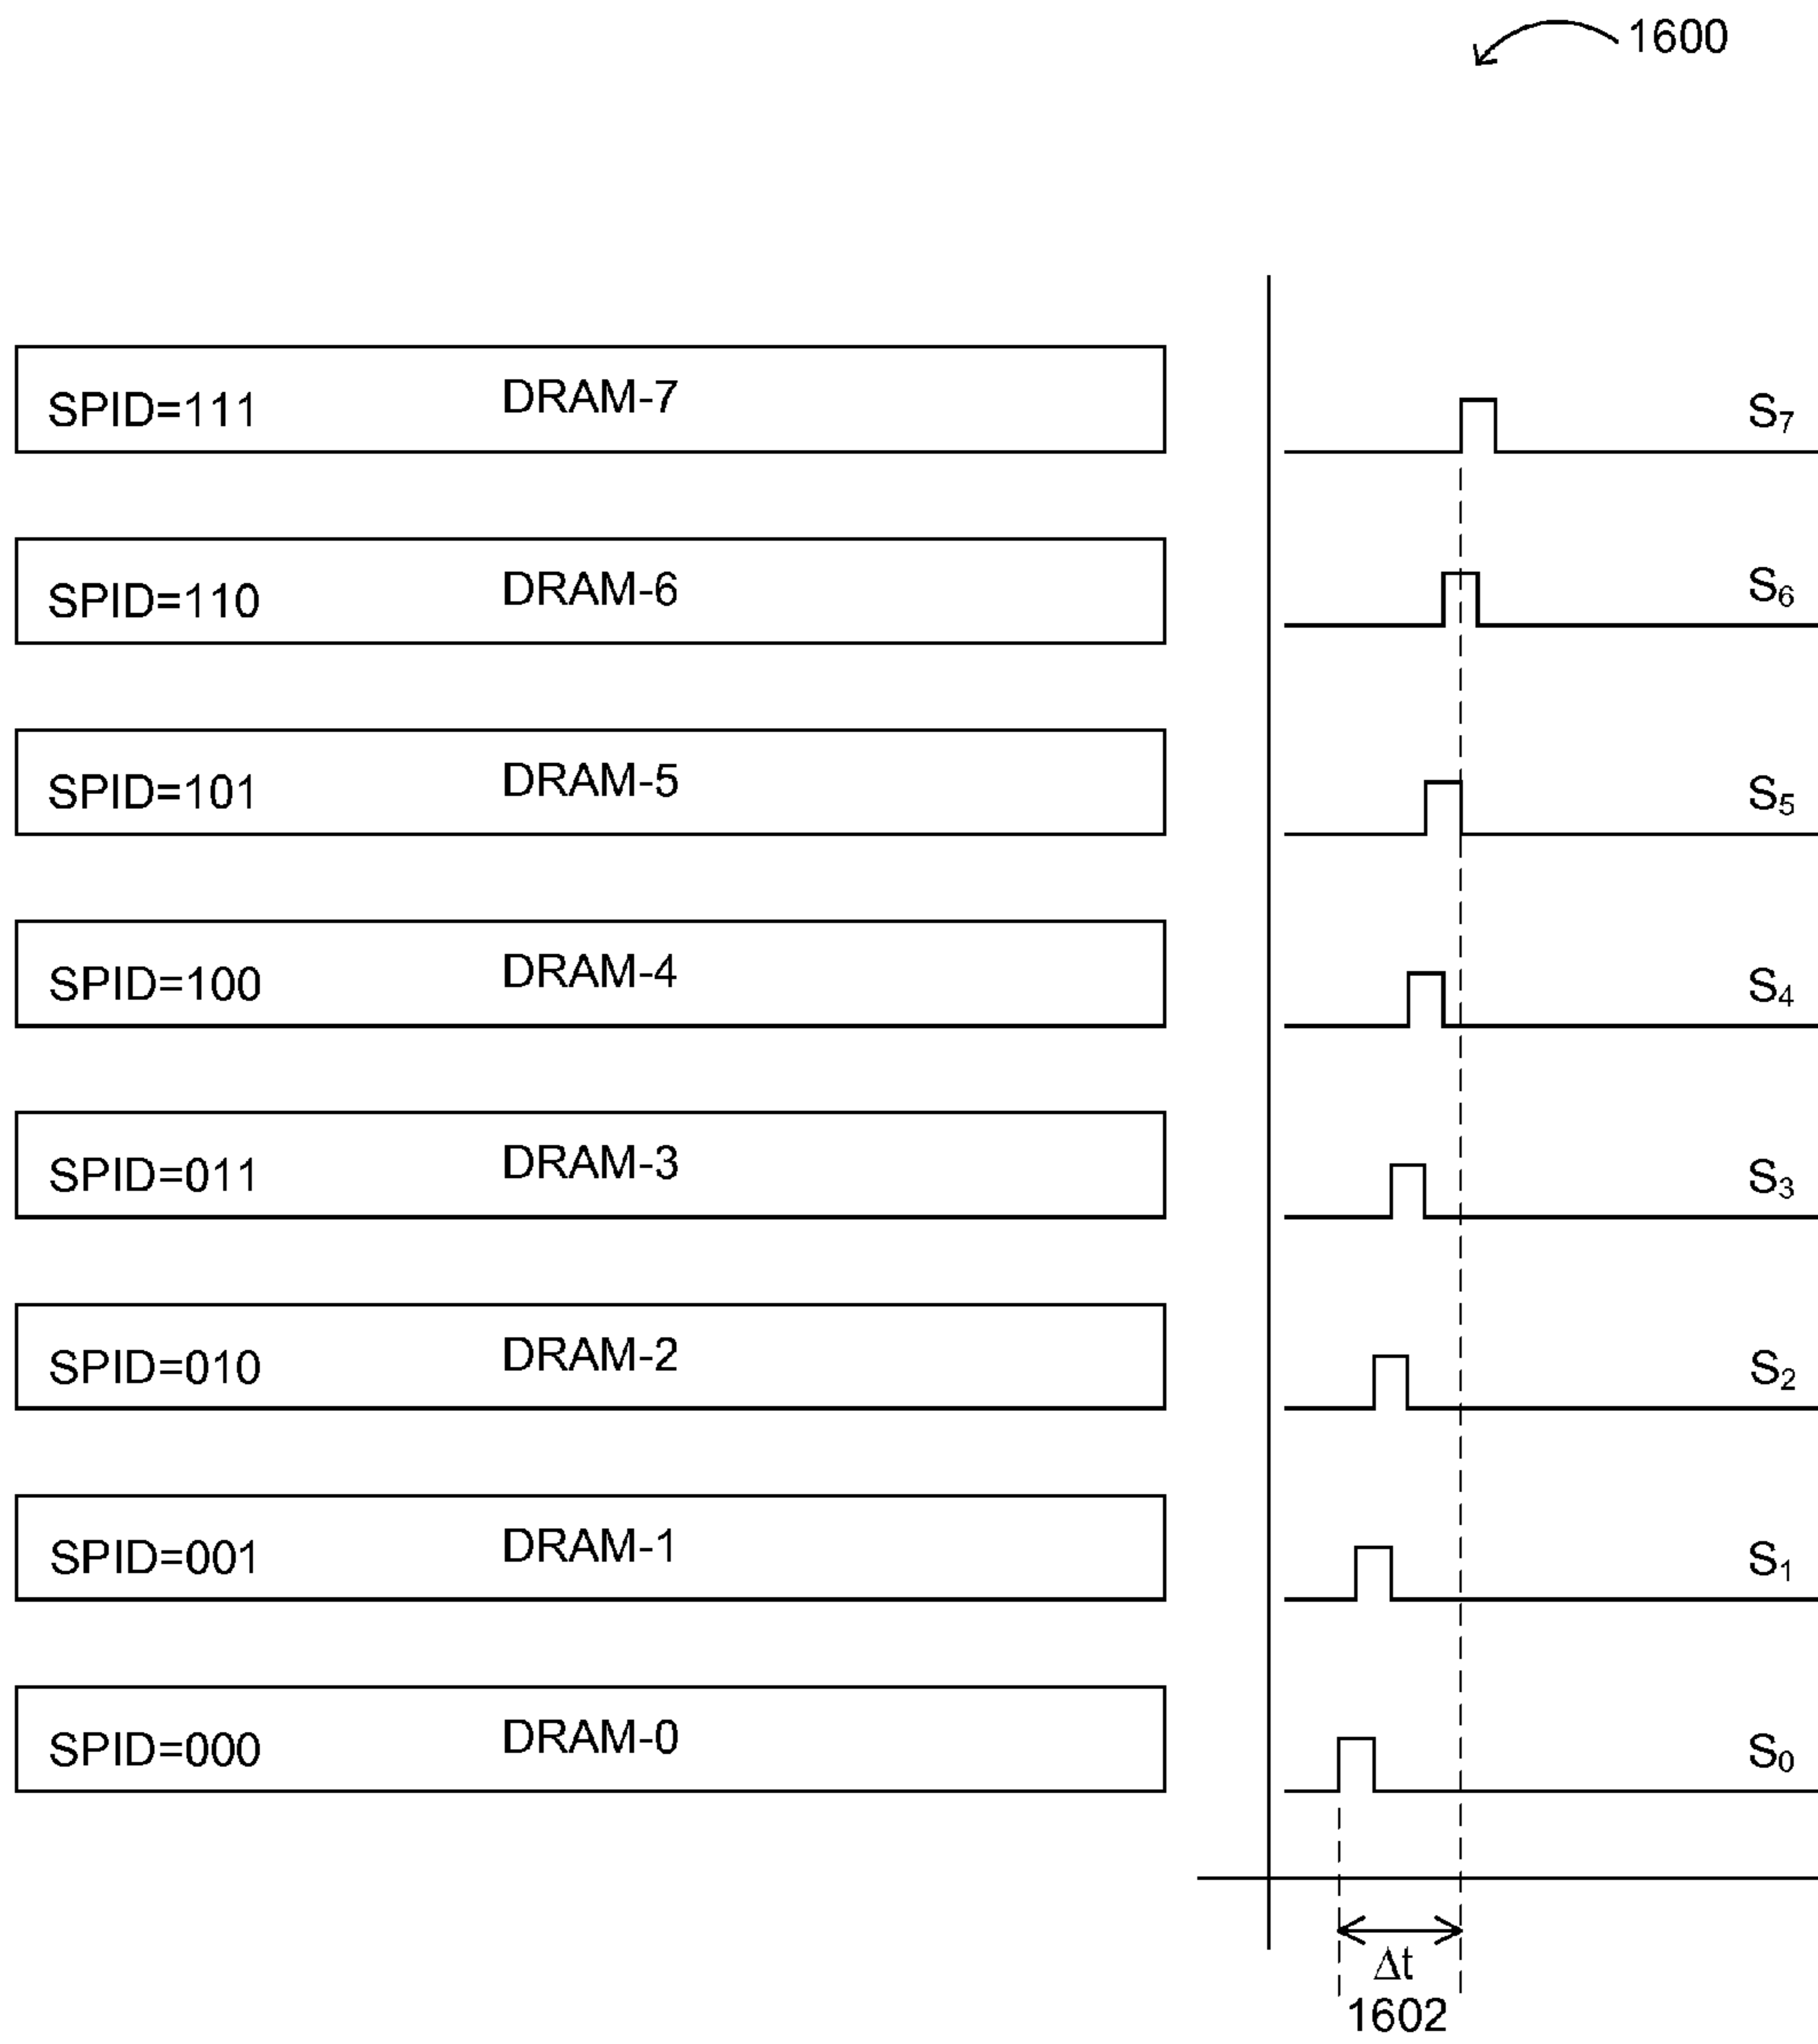 1600
SPID=111 DRAM-7 S₇
SPID=110 DRAM-6 S₆
SPID=101 DRAM-5 S₅
SPID=100 DRAM-4 S₄
SPID=011 DRAM-3 S₃
SPID=010 DRAM-2 S₂
SPID=001 DRAM-1 S₁
SPID=000 DRAM-0 S₀
Δt
1602